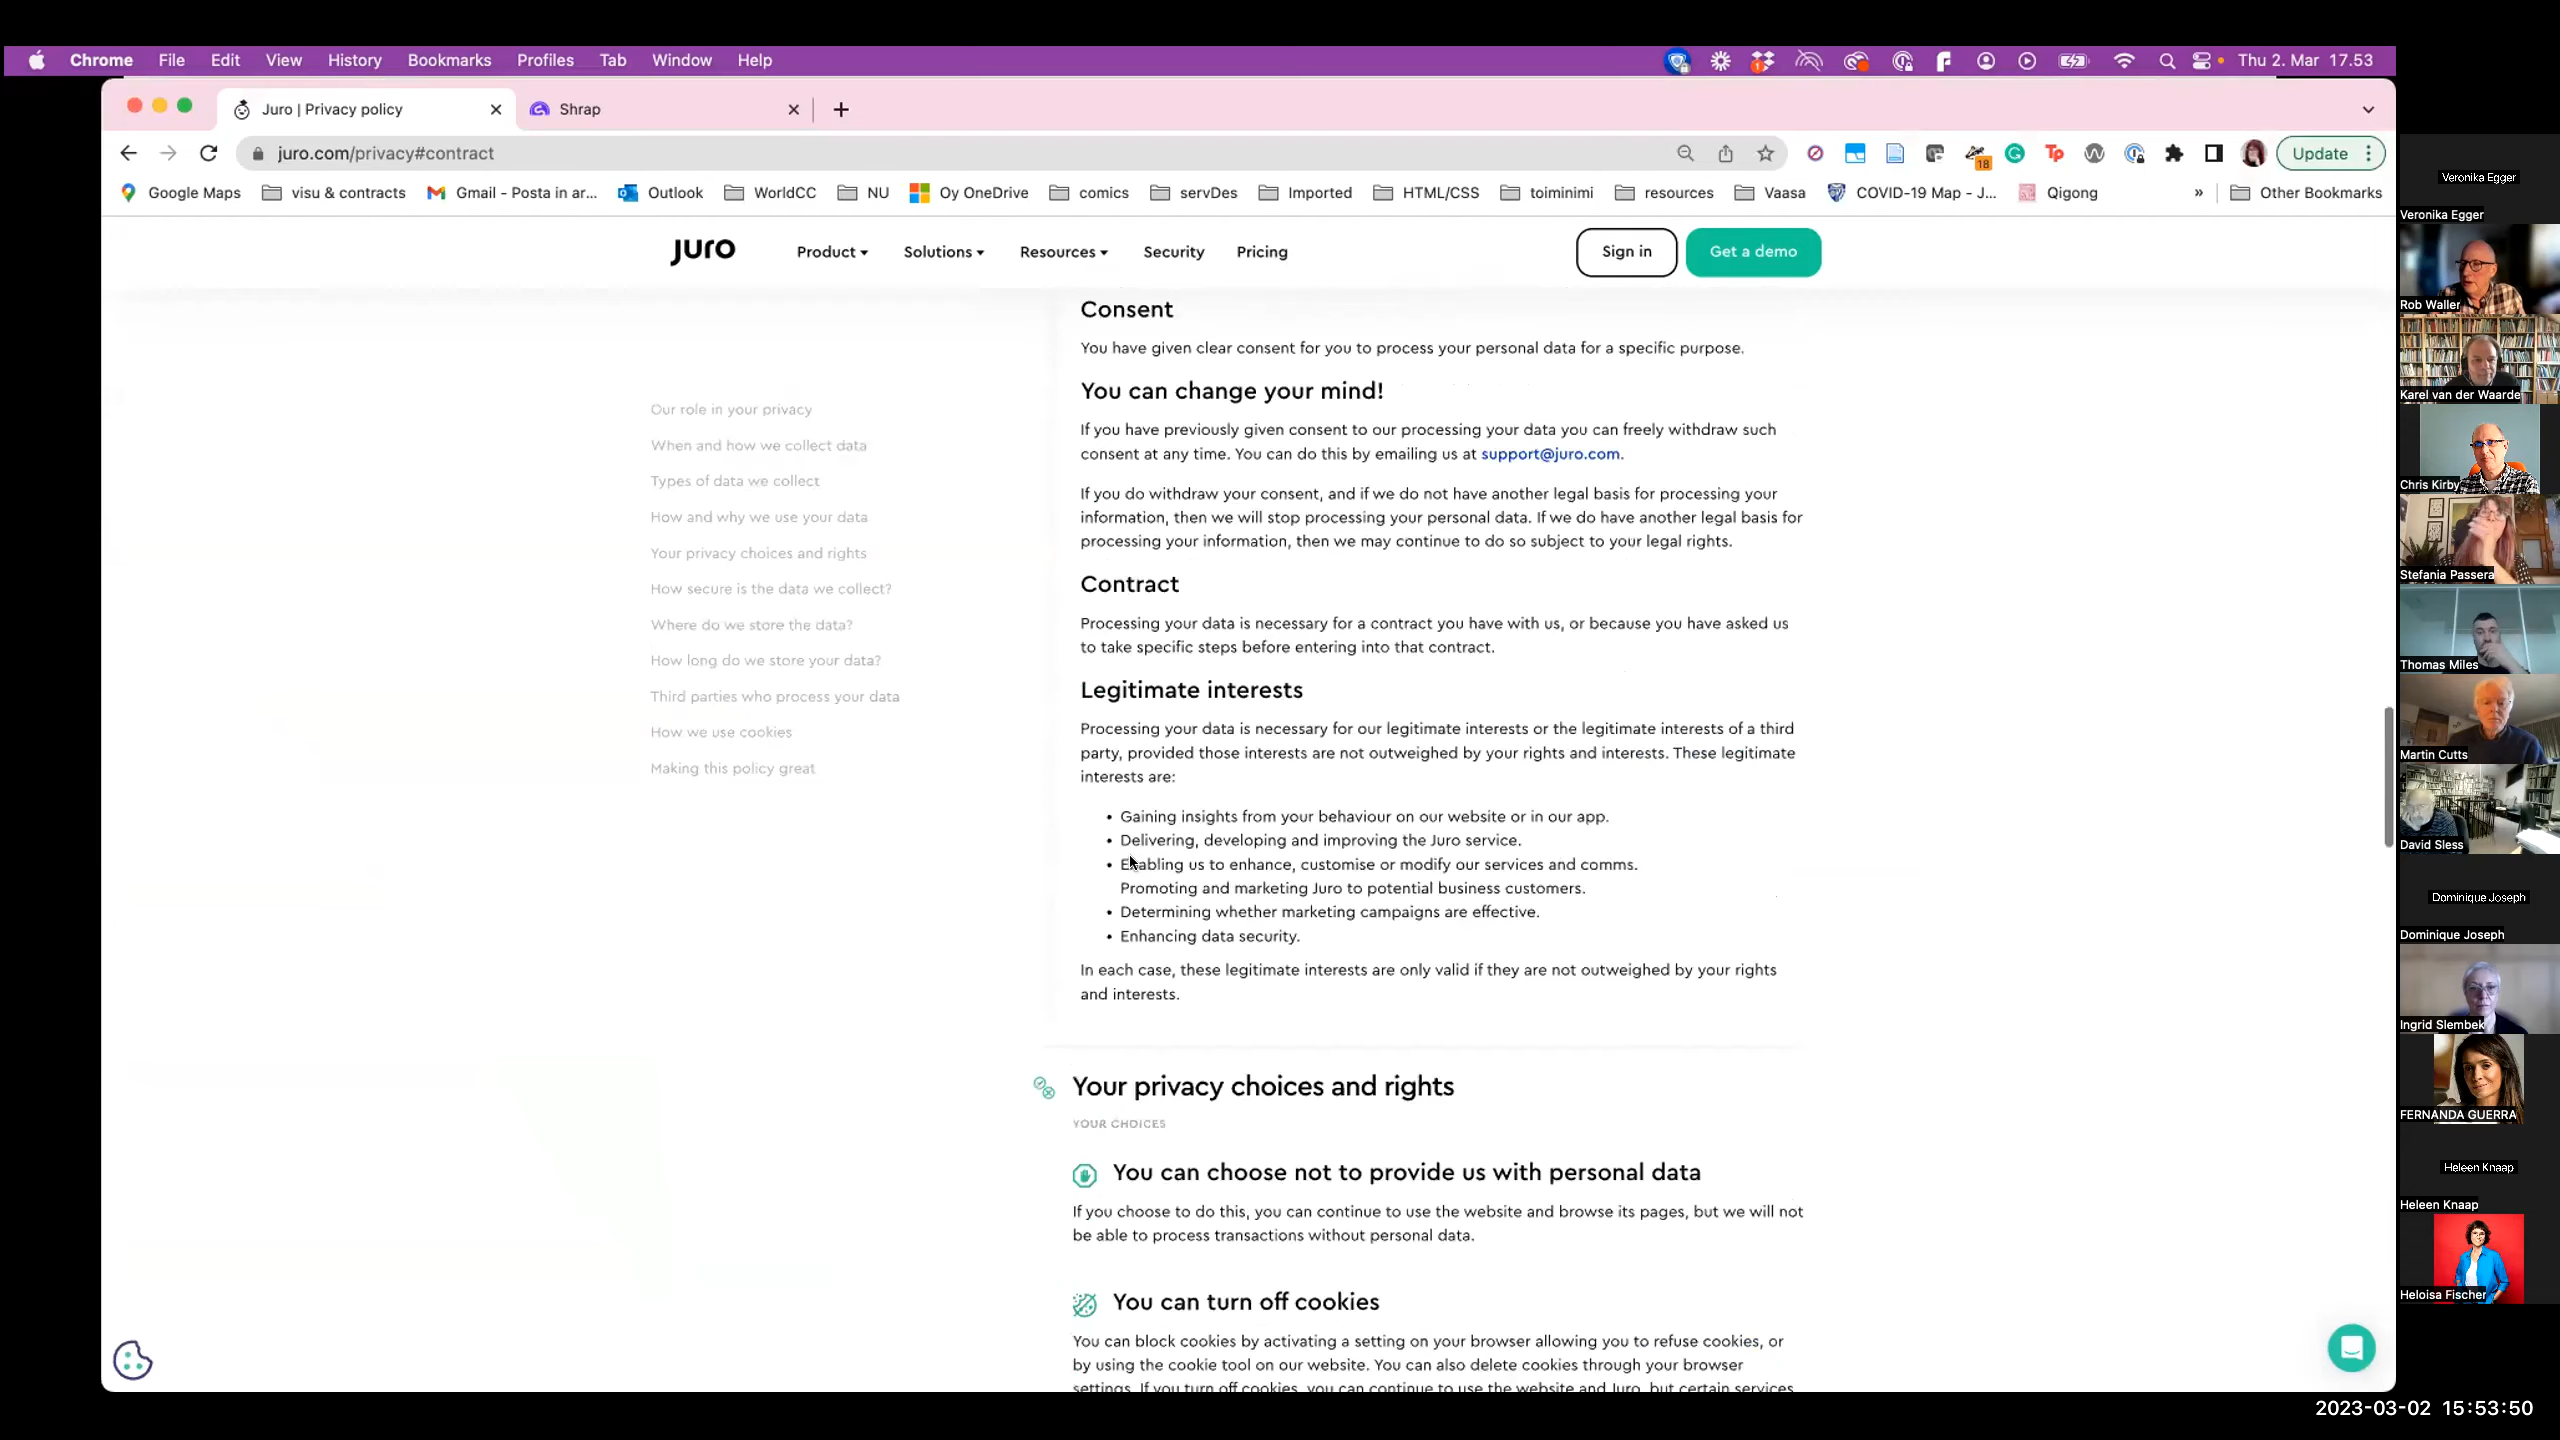 Chrome File Edit View History Bookmarks Profiles Tab Window Help
1
Thu 2. Mar 17.53
Juro | Privacy policy
Shrap
juro.com/privacy#contract
18
Tp
Update
Google Maps
visu & contracts
Gmail - Posta in ar...
Outlook
WorldCC
NU
Oy OneDrive
comics
servDes
Imported
HTML/CSS
toiminimi
resources
Vaasa
COVID-19 Map - J...
Qigong
»
Other Bookmarks
Juro
Product
Solutions
Resources
Security
Pricing
Sign in
Get a demo
Our role in your privacy
When and how we collect data
Types of data we collect
How and why we use your data
Your privacy choices and rights
How secure is the data we collect?
Where do we store the data?
How long do we store your data?
Third parties who process your data
How we use cookies
Making this policy great
Consent
You have given clear consent for you to process your personal data for a specific purpose.
You can change your mind!
If you have previously given consent to our processing your data you can freely withdraw such
consent at any time. You can do this by emailing us at support@juro.com.
If you do withdraw your consent, and if we do not have another legal basis for processing your
information, then we will stop processing your personal data. If we do have another legal basis for
processing your information, then we may continue to do so subject to your legal rights.
Contract
Processing your data is necessary for a contract you have with us, or because you have asked us
to take specific steps before entering into that contract.
Legitimate interests
Processing your data is necessary for our legitimate interests or the legitimate interests of a third
party, provided those interests are not outweighed by your rights and interests. These legitimate
interests are:
• Gaining insights from your behaviour on our website or in our app.
• Delivering, developing and improving the Juro service.
• Enabling us to enhance, customise or modify our services and comms.
Promoting and marketing Juro to potential business customers.
• Determining whether marketing campaigns are effective.
• Enhancing data security.
In each case, these legitimate interests are only valid if they are not outweighed by your rights
and interests.
Your privacy choices and rights
YOUR CHOICES
You can choose not to provide us with personal data
If you choose to do this, you can continue to use the website and browse its pages, but we will not
be able to process transactions without personal data.
You can turn off cookies
You can block cookies by activating a setting on your browser allowing you to refuse cookies, or
by using the cookie tool on our website. You can also delete cookies through your browser
settings. If you turn off cookies, you can continue to use the website and Juro, but certain services
Veronika Egger
Veronika Egger
Rob Waller
Karel van der Waarde
Chris Kirby
Stefania Passera
Thomas Miles
Martin Cutts
David Sless
Dominique Joseph
Dominique Joseph
Ingrid Slembek
FERNANDA GUERRA
Heleen Knaap
Heleen Knaap
Heloisa Fischer
2023-03-02 15:53:50